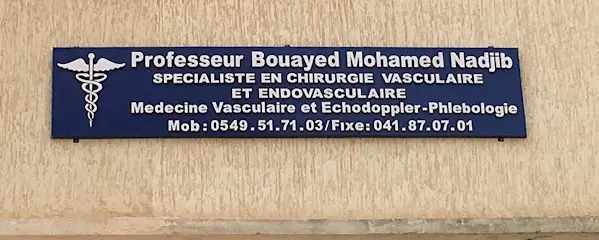 Professeur Bouayed Mohamed Nadjib
SPECIALISTE EN CHIRURGIE VASCULAIRE
ET ENDOVASCULAIRE
Medecine Vasculaire et Echodoppler-Phlebologie
Mob: 0549.51.71.03/Fixe: 041.87.07.01